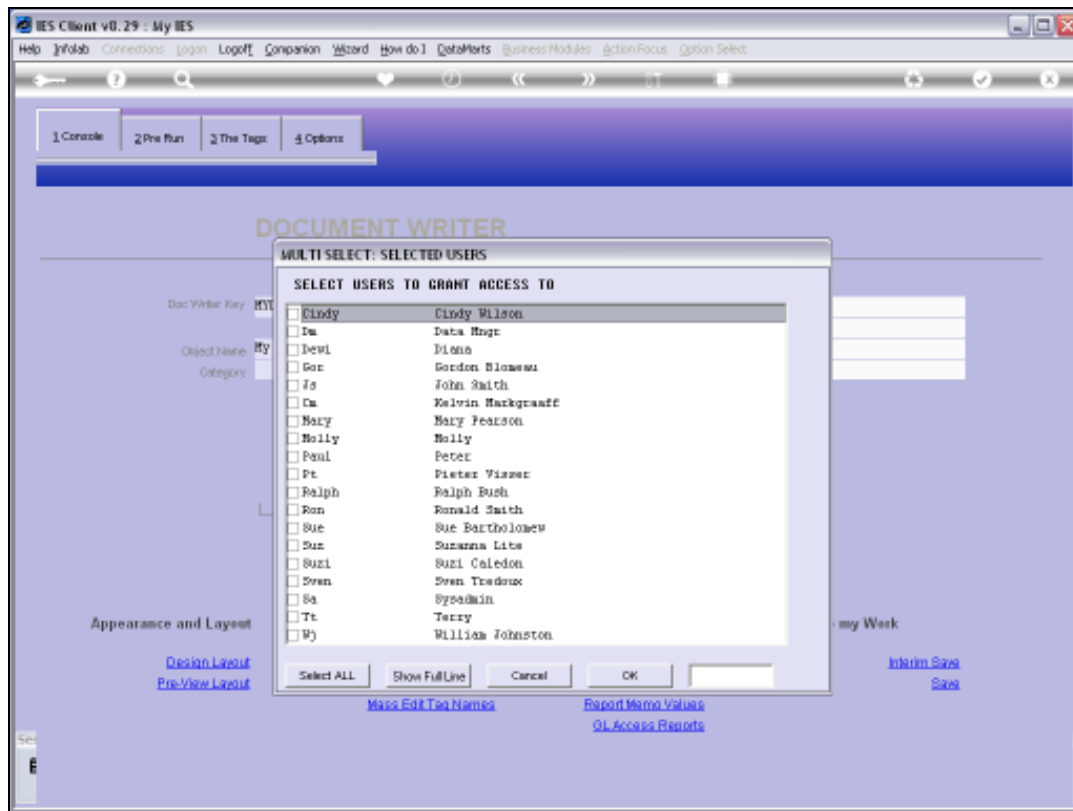 IES Client v8.29 : My IES
Help Infolab Connections Logon Logoff Companion Wizard How do I DataMarts Business Modules Action Focus Option Select
1 Console 2 Pre Run 3 The Tags 4 Options
DOCUMENT WRITER
MULTI SELECT: SELECTED USERS
SELECT USERS TO GRANT ACCESS TO
Doc Writer Key
Object Name My
Category
Cindy Cindy Wilson
Dm Data Mngr
Dewi Diana
Gor Gordon Blomeau
Js John Smith
Cm Kelvin Markgraaff
Mary Mary Pearson
Molly Molly
Paul Peter
Pt Pieter Visser
Ralph Ralph Bush
Ron Ronald Smith
Sue Sue Bartholomew
Suz Suzanna Lite
Suzi Suzi Caledon
Sven Sven Tredoux
Sa Sysadmin
Tt Terry
Wj William Johnston
Select ALL Show Full Line Cancel OK
Appearance and Layout my Work
Design Layout Interim Save
Pre-View Layout Save
Mass Edit Tag Names Report Memo Values
GL Access Reports